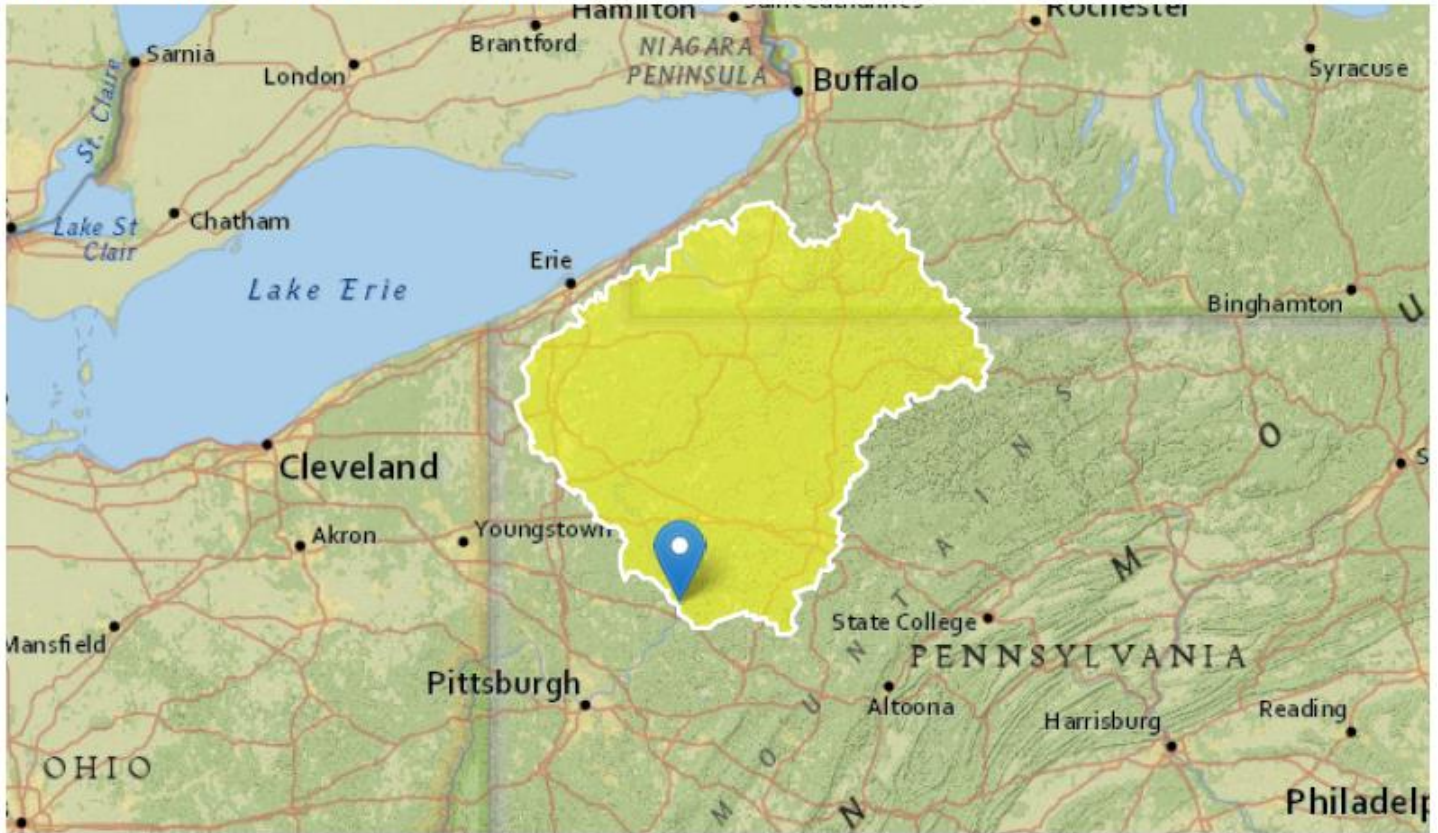 Hamilton
Rochester
Sarnia
Brantford
NIAGARA
PENINSULA
London
Buffalo
Syracuse
St. Claire
Chatham
Lake St
Clair
Erie
Lake Erie
Binghamton
U
S
O
N
Cleveland
I
Akron
Youngstown
A
M
T
State College
Mansfield
N
PENNSYLVANIA
Pittsburgh
U
Altoona
Harrisburg
Reading
O
OHIO
M
N
Philadelp